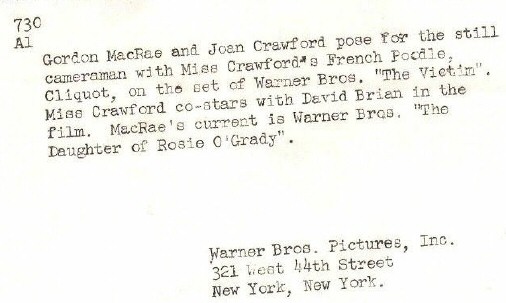 730
A1
Gordon MacRae and Joan Crawford pose for the still
cameraman with Miss Crawford's French Poodle,
Cliquot, on the set of Warner Bros. "The Victim".
Miss Crawford co-stars with David Brian in the
film. MacRae's current is Warner Bros. "The
Daughter of Rosie O'Grady".
Warner Bros. Pictures, Inc.
321 West 44th Street
New York, New York.